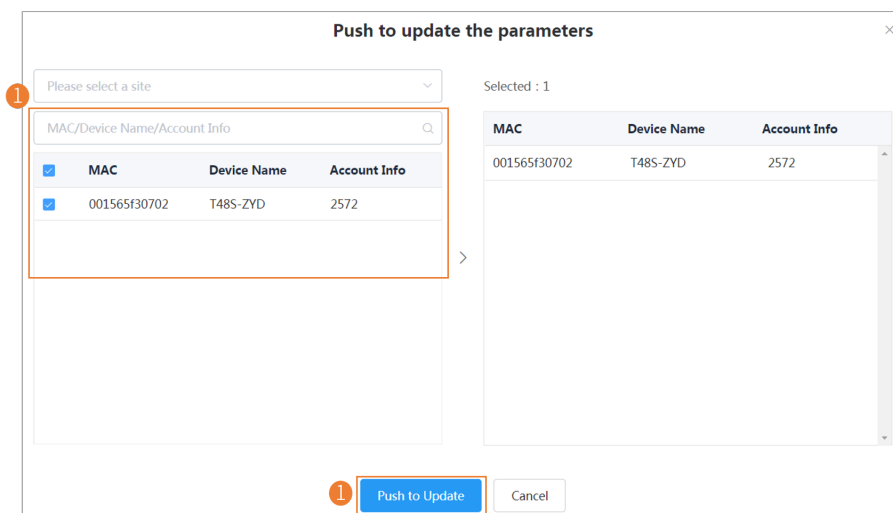 Push to update the parameters
Please select a site
Selected : 1
1
MAC/Device Name/Account Info
MAC Device Name Account Info
001565f30702 T48S-ZYD 2572
MAC Device Name Account Info
001565f30702 T48S-ZYD 2572
1
Push to Update
Cancel